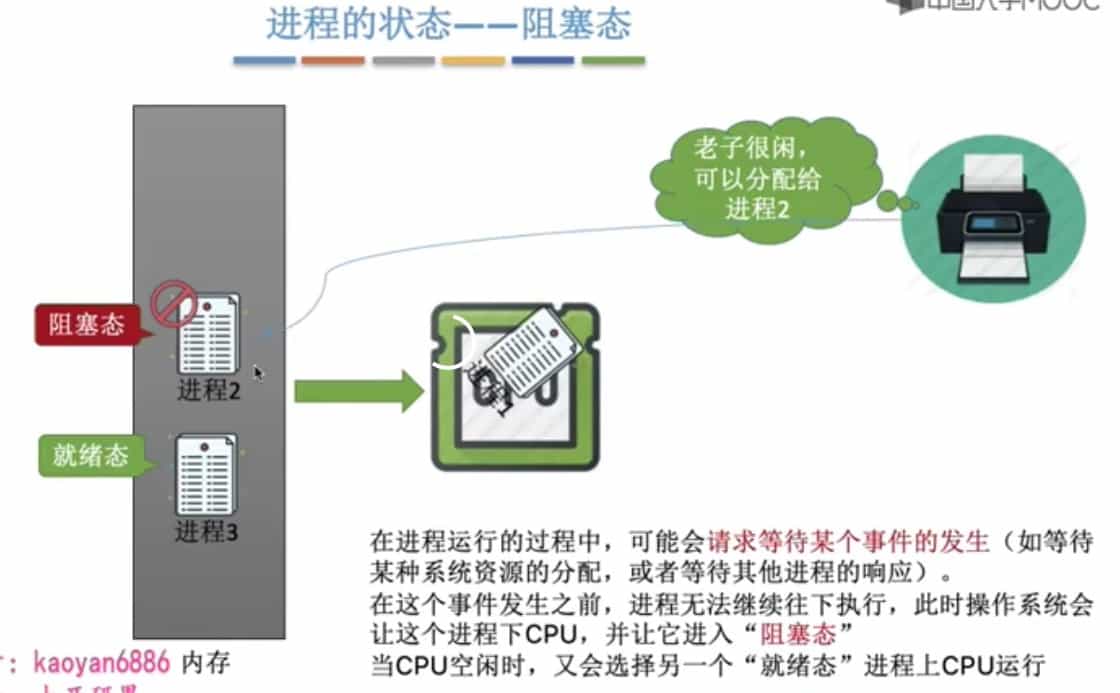 中国大学MOOC
进程的状态——阻塞态
老子很闲，
可以分配给
进程2
阻塞态
进程2
进程1
就绪态
进程3
在进程运行的过程中，可能会请求等待某个事件的发生（如等待
某种系统资源的分配，或者等待其他进程的响应）。
在这个事件发生之前，进程无法继续往下执行，此时操作系统会
让这个进程下CPU，并让它进入“阻塞态”
当CPU空闲时，又会选择另一个“就绪态”进程上CPU运行
: kaoyan6886 内存